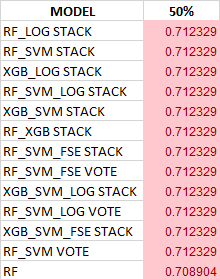 MODEL 50%
RF_LOG STACK 0.712329
RF_SVM STACK 0.712329
XGB_LOG STACK 0.712329
RF_SVM_LOG STACK 0.712329
XGB_SVM STACK 0.712329
RF_XGB STACK 0.712329
RF_SVM_FSE STACK 0.712329
RF_SVM_FSE VOTE 0.712329
XGB_SVM_LOG STACK 0.712329
RF_SVM_LOG VOTE 0.712329
XGB_SVM_FSE STACK 0.712329
RF_SVM VOTE 0.712329
RF 0.708904